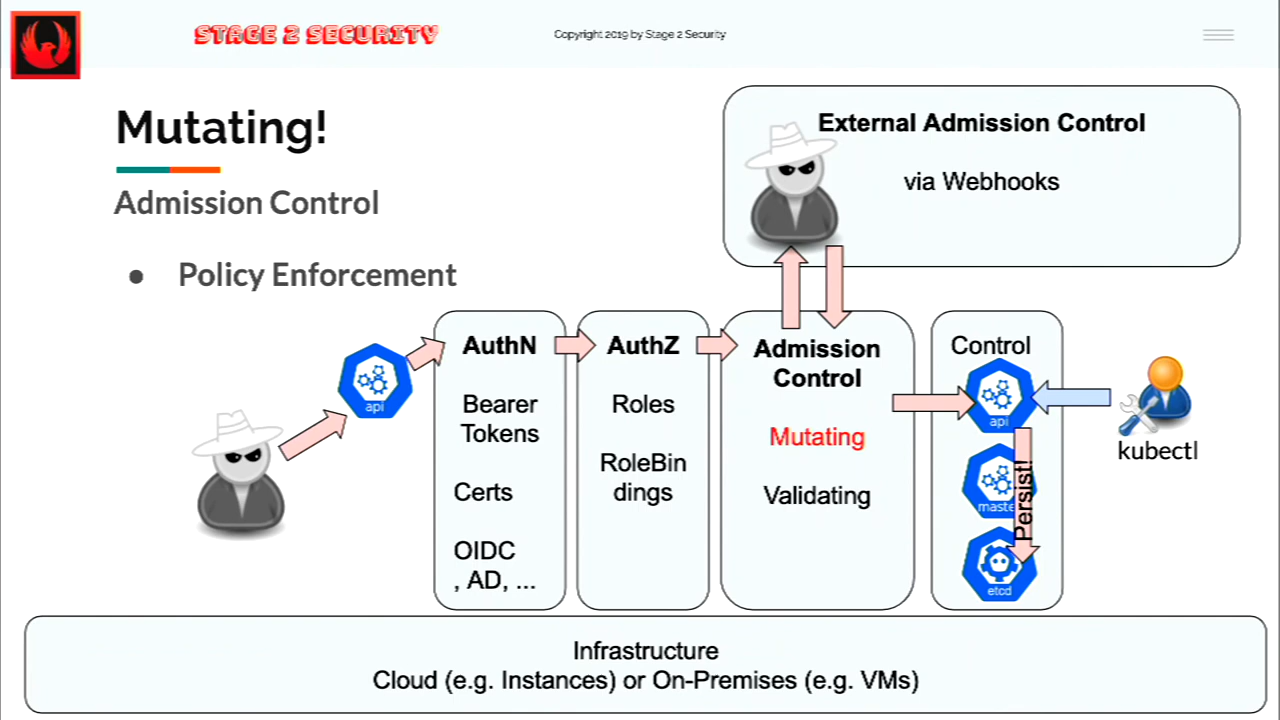 STAGE 2 SECURITY
Copyright 2019 by Stage 2 Security
Mutating!
Admission Control
● Policy Enforcement
External Admission Control
via Webhooks
api
AuthN
Bearer
Tokens
Certs
OIDC
, AD, ...
AuthZ
Roles
RoleBin
dings
Admission
Control
Mutating
Validating
Control
api
maste
Persist!
etcd
kubectl
Infrastructure
Cloud (e.g. Instances) or On-Premises (e.g. VMs)